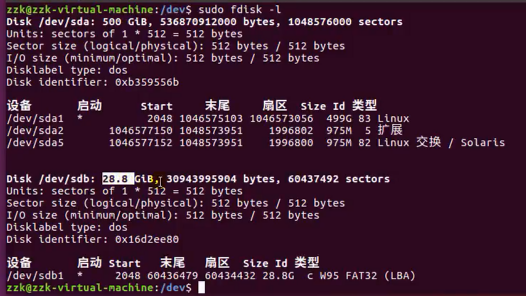 zzk@zzk-virtual-machine:/dev$ sudo fdisk -l
Disk /dev/sda: 500 GiB, 536870912000 bytes, 1048576000 sectors
Units: sectors of 1 * 512 = 512 bytes
Sector size (logical/physical): 512 bytes / 512 bytes
I/O size (minimum/optimal): 512 bytes / 512 bytes
Disklabel type: dos
Disk identifier: 0xb359556b
设备 启动 Start 末尾 扇区 Size Id 类型
/dev/sda1 * 2048 1046575103 1046573056 499G 83 Linux
/dev/sda2 1046577150 1048573951 1996802 975M 5 扩展
/dev/sda5 1046577152 1048573951 1996800 975M 82 Linux 交换 / Solaris
Disk /dev/sdb: 28.8 GiB, 30943995904 bytes, 60437492 sectors
Units: sectors of 1 * 512 = 512 bytes
Sector size (logical/physical): 512 bytes / 512 bytes
I/O size (minimum/optimal): 512 bytes / 512 bytes
Disklabel type: dos
Disk identifier: 0x16d2ee80
设备 启动 Start 末尾 扇区 Size Id 类型
/dev/sdb1 * 2048 60436479 60434432 28.8G c W95 FAT32 (LBA)
zzk@zzk-virtual-machine:/dev$